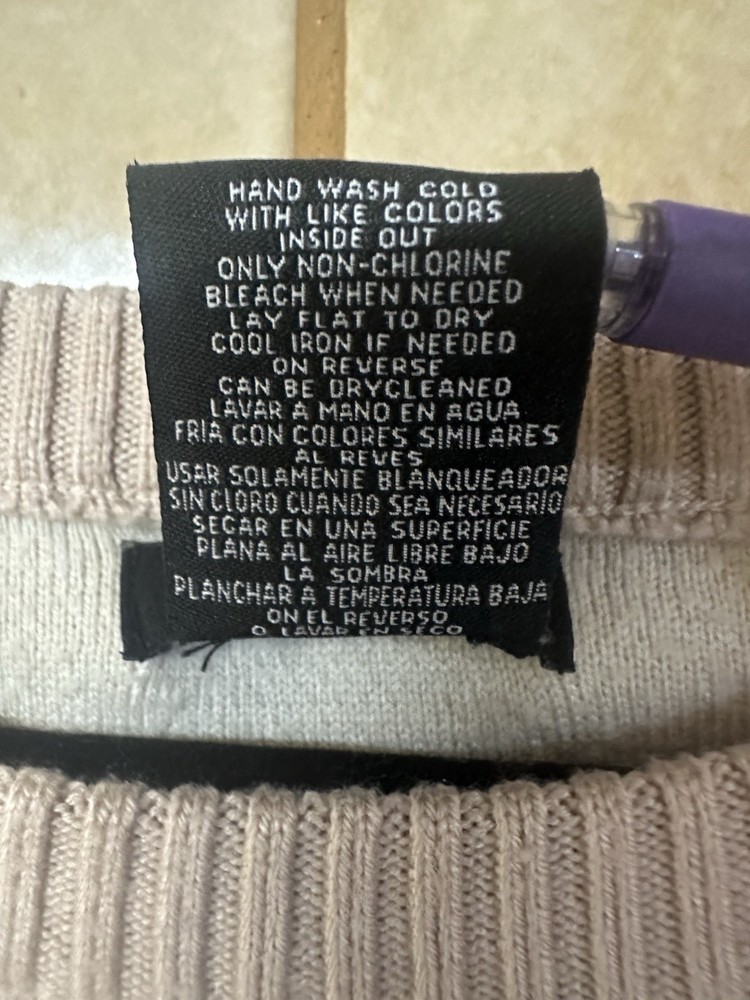 HAND WASH COLD
WITH LIKE COLORS
INSIDE OUT
ONLY NON-CHLORINE
BLEACH WHEN NEEDED
LAY FLAT TO DRY
COOL IRON IF NEEDED
ON REVERSE
CAN BE DRYCLEANED
LAVAR A MANO EN AGUA
FRIA CON COLORES SIMILARES
AL REVES
USAR SOLAMENTE BLANQUEADOR
SIN CLORO CUANDO SEA NECESARIO
SECAR EN UNA SUPERFICIE
PLANA AL AIRE LIBRE BAJO
LA SOMBRA
PLANCHAR A TEMPERATURA BAJA
ON EL REVERSO
O LAVAR EN SECO